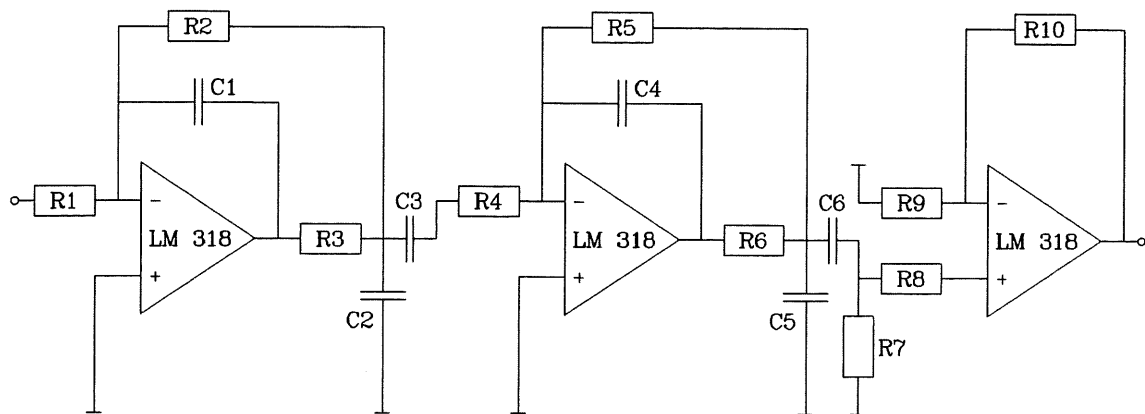 R2
R5
R10
C1
C4
R1
−
C3
R4
−
C6
R9
−
LM 318
R3
LM 318
R6
LM 318
+
+
R8
+
C2
C5
R7